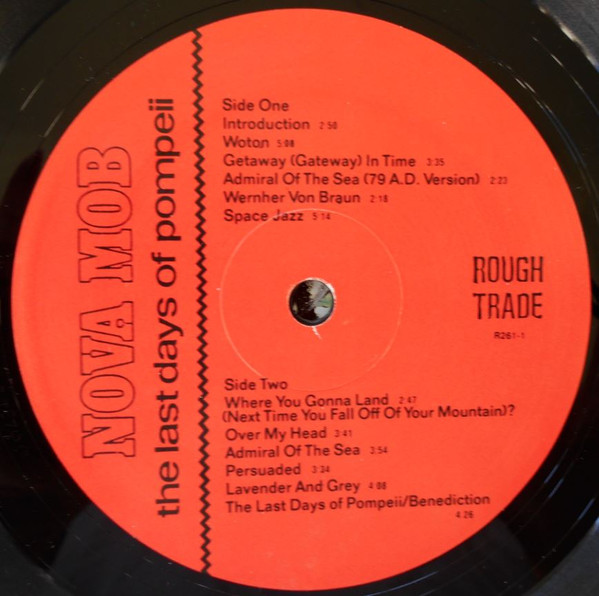 NOVA MOB
the last days of pompeii
Side One
Introduction 2:50
Woton 5:08
Getaway (Gateway) In Time 3:35
Admiral Of The Sea (79 A.D. Version) 2:23
Wernher Von Braun 2:18
Space Jazz 5:14
ROUGH
TRADE
R261-1
Side Two
Where You Gonna Land 2:47
(Next Time You Fall Off Of Your Mountain)?
Over My Head 3:41
Admiral Of The Sea 3:54
Persuaded 3:34
Lavender And Grey 4:08
The Last Days of Pompeii/Benediction
4:26